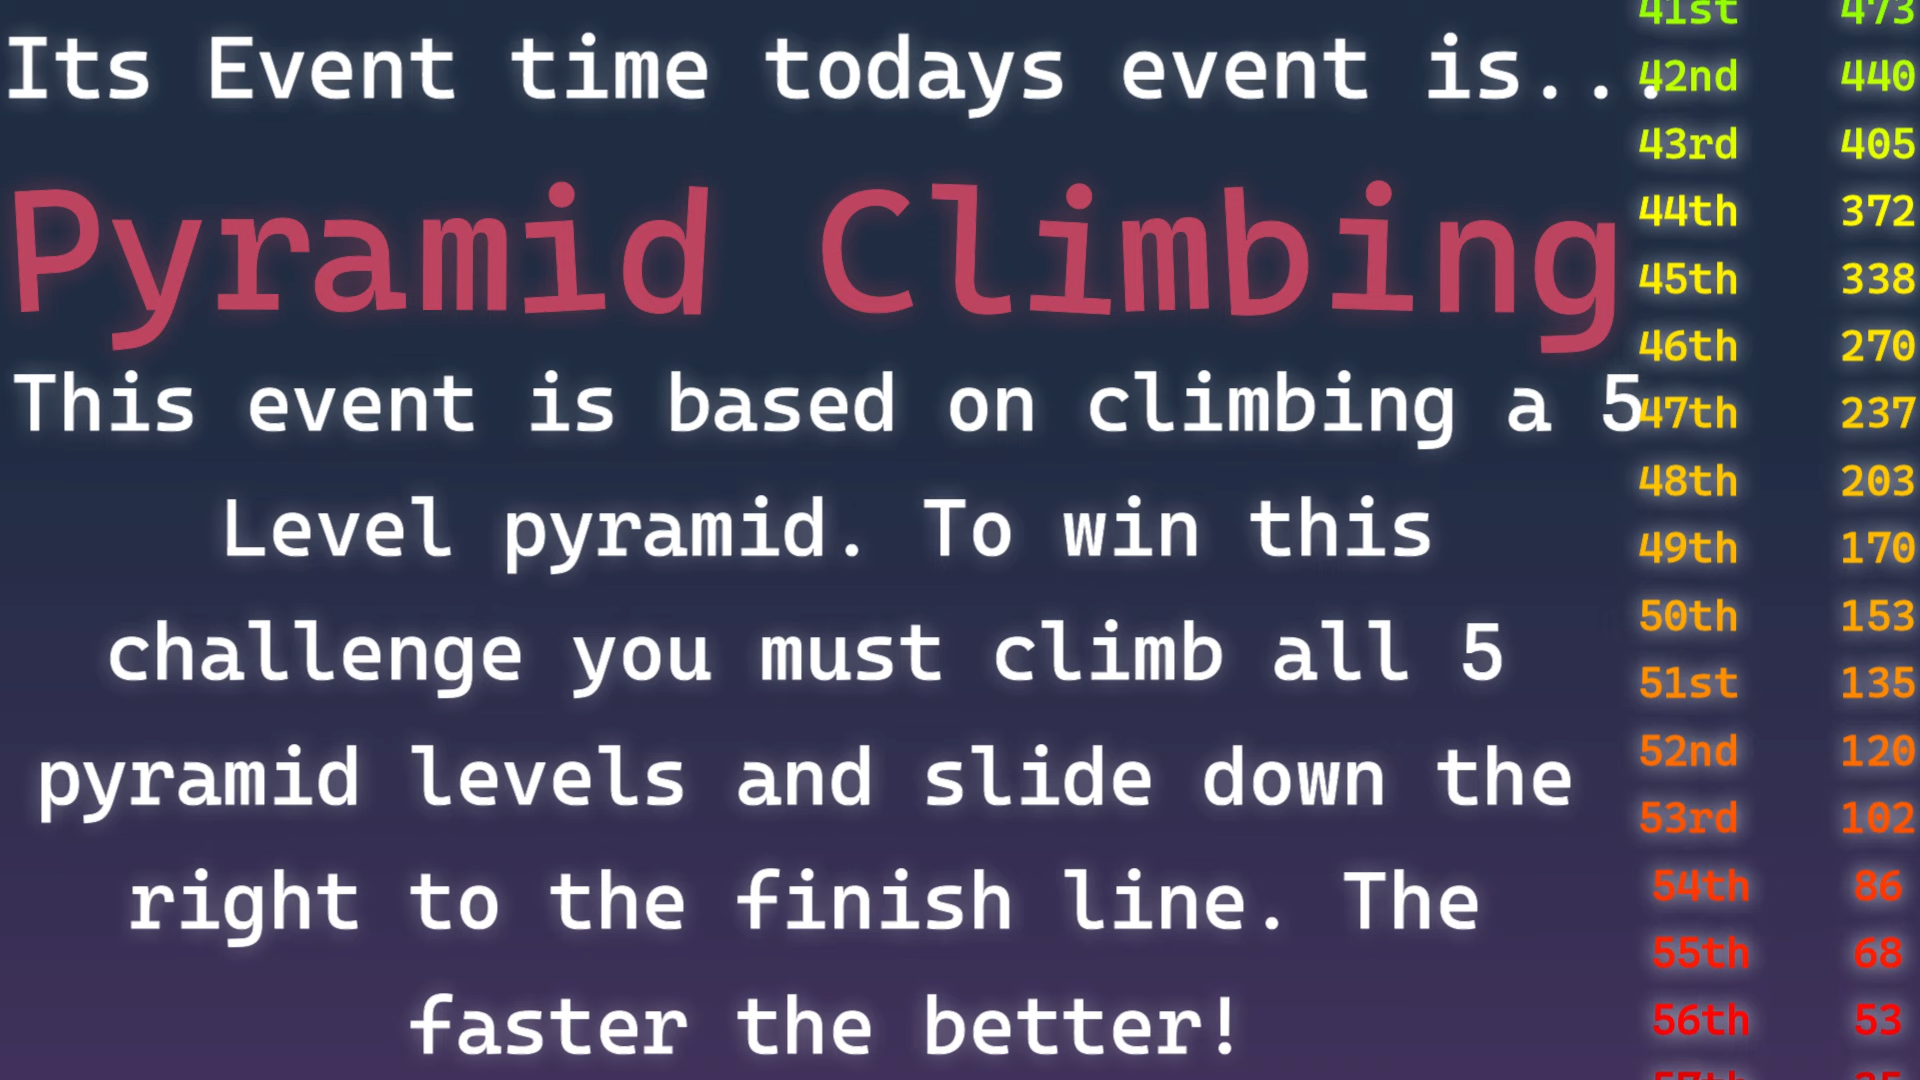 Its Event time todays event is...
Pyramid Climbing
This event is based on climbing a 5
Level pyramid. To win this
challenge you must climb all 5
pyramid levels and slide down the
right to the finish line. The
faster the better!
41st 473
42nd 440
43rd 405
44th 372
45th 338
46th 270
47th 237
48th 203
49th 170
50th 153
51st 135
52nd 120
53rd 102
54th 86
55th 68
56th 53
57th